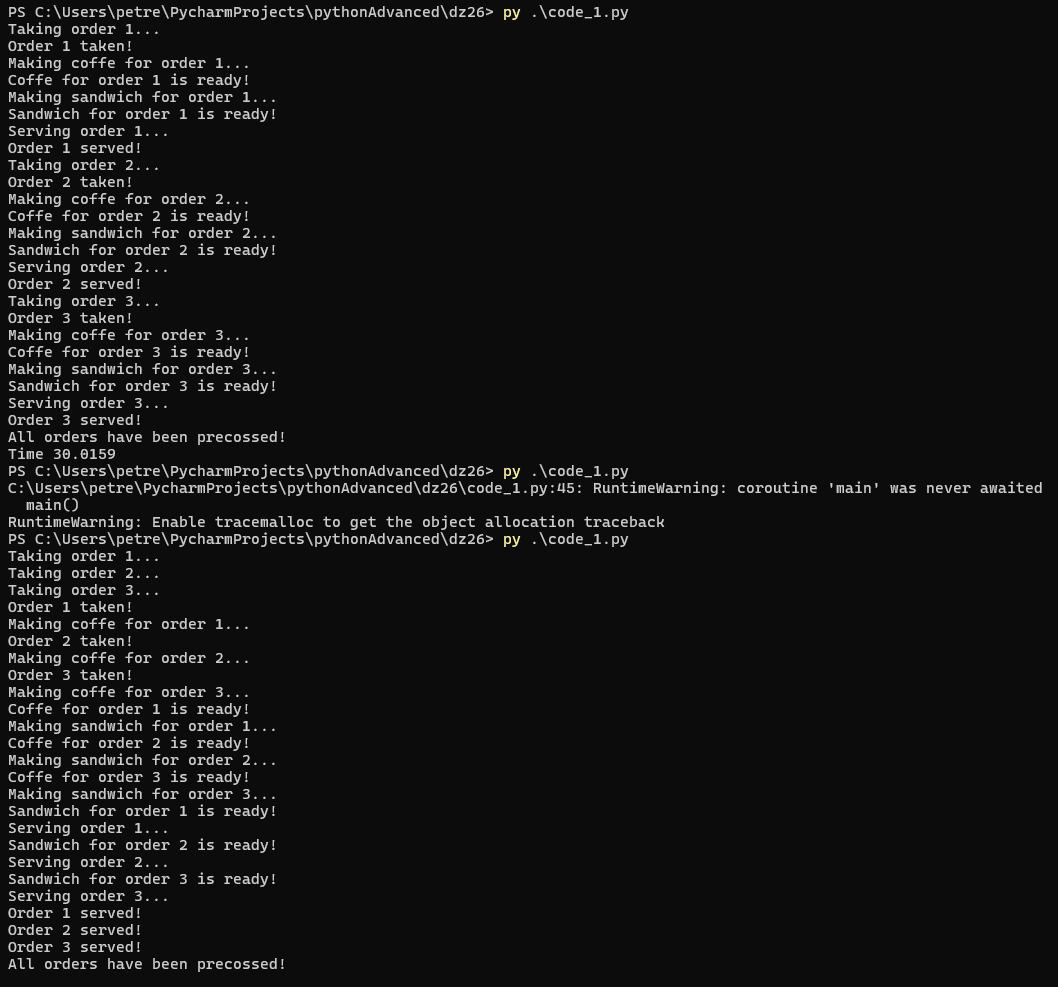 PS C:\Users\petre\PycharmProjects\pythonAdvanced\dz26> py .\code_1.py
Taking order 1...
Order 1 taken!
Making coffe for order 1...
Coffe for order 1 is ready!
Making sandwich for order 1...
Sandwich for order 1 is ready!
Serving order 1...
Order 1 served!
Taking order 2...
Order 2 taken!
Making coffe for order 2...
Coffe for order 2 is ready!
Making sandwich for order 2...
Sandwich for order 2 is ready!
Serving order 2...
Order 2 served!
Taking order 3...
Order 3 taken!
Making coffe for order 3...
Coffe for order 3 is ready!
Making sandwich for order 3...
Sandwich for order 3 is ready!
Serving order 3...
Order 3 served!
All orders have been precossed!
Time 30.0159
PS C:\Users\petre\PycharmProjects\pythonAdvanced\dz26> py .\code_1.py
C:\Users\petre\PycharmProjects\pythonAdvanced\dz26\code_1.py:45: RuntimeWarning: coroutine 'main' was never awaited
  main()
RuntimeWarning: Enable tracemalloc to get the object allocation traceback
PS C:\Users\petre\PycharmProjects\pythonAdvanced\dz26> py .\code_1.py
Taking order 1...
Taking order 2...
Taking order 3...
Order 1 taken!
Making coffe for order 1...
Order 2 taken!
Making coffe for order 2...
Order 3 taken!
Making coffe for order 3...
Coffe for order 1 is ready!
Making sandwich for order 1...
Coffe for order 2 is ready!
Making sandwich for order 2...
Coffe for order 3 is ready!
Making sandwich for order 3...
Sandwich for order 1 is ready!
Serving order 1...
Sandwich for order 2 is ready!
Serving order 2...
Sandwich for order 3 is ready!
Serving order 3...
Order 1 served!
Order 2 served!
Order 3 served!
All orders have been precossed!